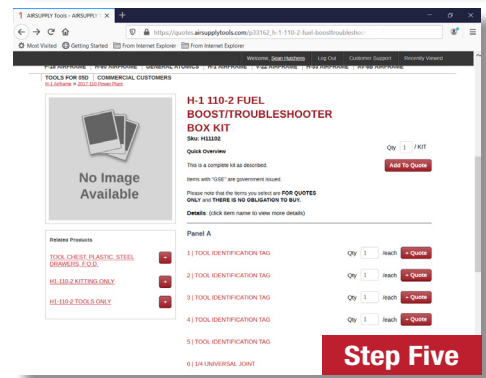 AIRSUPPLY Tools - AIRSUPPLY
https://quotes.airsupplytools.com/p33162_h-1-110-2-fuel-boosttroubleshoo
Most Visited Getting Started From Internet Explorer From Internet Explorer
Welcome, Sean Hutchens Log Out Customer Support Recently Viewed
TOOLS FOR 05D COMMERCIAL CUSTOMERS
H-1 Airframe » 2017 110 Power Plant
H-1 110-2 FUEL
BOOST/TROUBLESHOOTER
BOX KIT
Sku: H11102
Quick Overview
Qty 1 / KIT
This is a complete kit as described.
Add To Quote
Items with "GSE" are government issued.
Please note that the items you select are FOR QUOTES
ONLY and THERE IS NO OBLIGATION TO BUY.
Details: (click item name to view more details)
No Image
Available
Related Products
TOOL CHEST, PLASTIC, STEEL
DRAWERS, F.O.D.
H1-110-2 KITTING ONLY
H1-110-2 TOOLS ONLY
Panel A
1 | TOOL IDENTIFICATION TAG Qty 1 /each + Quote
2 | TOOL IDENTIFICATION TAG Qty 1 /each + Quote
3 | TOOL IDENTIFICATION TAG Qty 1 /each + Quote
4 | TOOL IDENTIFICATION TAG Qty 1 /each + Quote
5 | TOOL IDENTIFICATION TAG
6 | 1/4 UNIVERSAL JOINT
Step Five